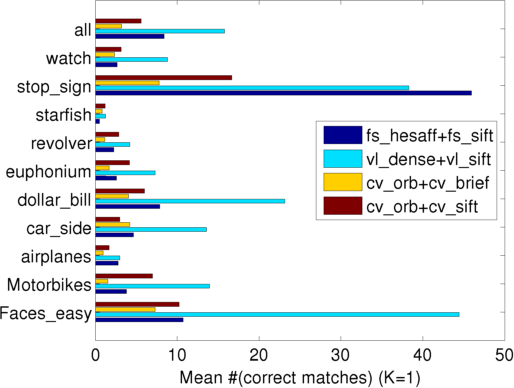 all
watch
stop_sign
starfish
revolver
euphonium
dollar_bill
car_side
airplanes
Motorbikes
Faces_easy
fs_hesaff+fs_sift
vl_dense+vl_sift
cv_orb+cv_brief
cv_orb+cv_sift
0 10 20 30 40 50
Mean #(correct matches) (K=1)